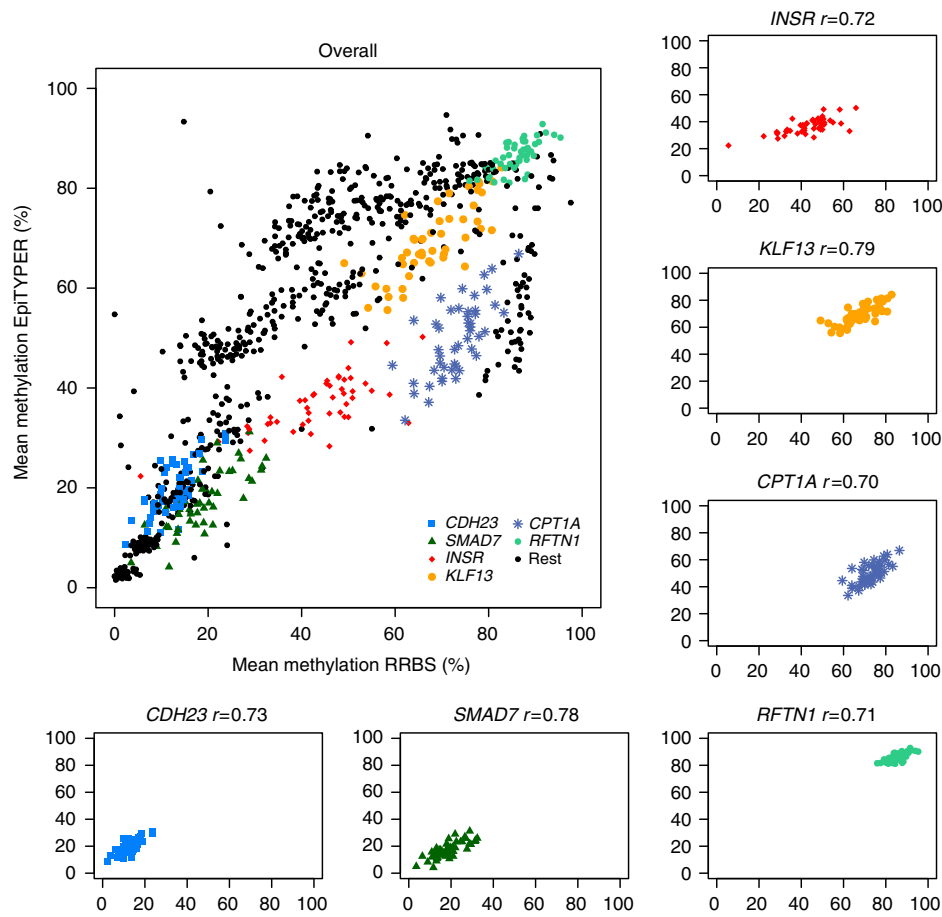 Overall
Mean methylation EpiTYPER (%)
100
80
60
40
20
0
0 20 40 60 80 100
Mean methylation RRBS (%)
CDH23
SMAD7
INSR
KLF13
CPT1A
RFTN1
Rest
INSR r=0.72
100
80
60
40
20
0
0 20 40 60 80 100
KLF13 r=0.79
100
80
60
40
20
0
0 20 40 60 80 100
CPT1A r=0.70
100
80
60
40
20
0
0 20 40 60 80 100
CDH23 r=0.73
100
80
60
40
20
0
0 20 40 60 80 100
SMAD7 r=0.78
100
80
60
40
20
0
0 20 40 60 80 100
RFTN1 r=0.71
100
80
60
40
20
0
0 20 40 60 80 100